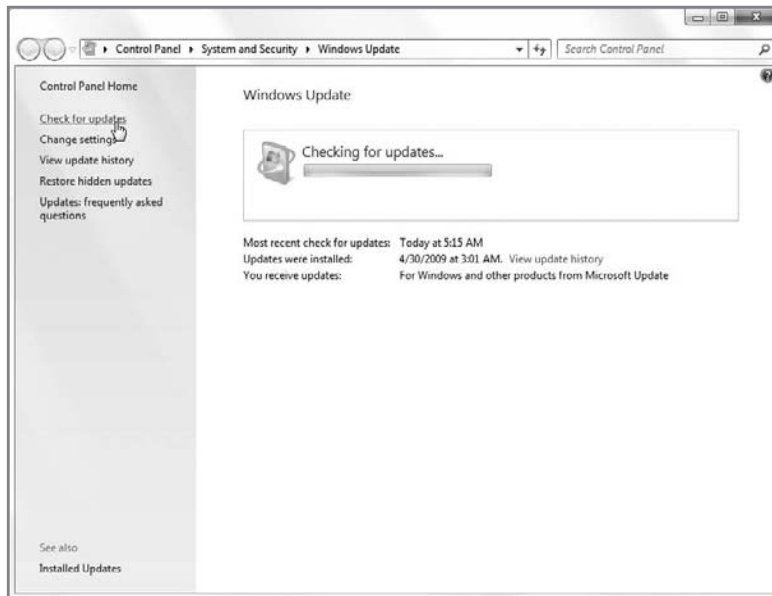 Control Panel ▸ System and Security ▸ Windows Update
Search Control Panel
Control Panel Home
Check for updates
Change settings
View update history
Restore hidden updates
Updates: frequently asked
questions
See also
Installed Updates
Windows Update
Checking for updates...
Most recent check for updates: Today at 5:15 AM
Updates were installed: 4/30/2009 at 3:01 AM. View update history
You receive updates: For Windows and other products from Microsoft Update